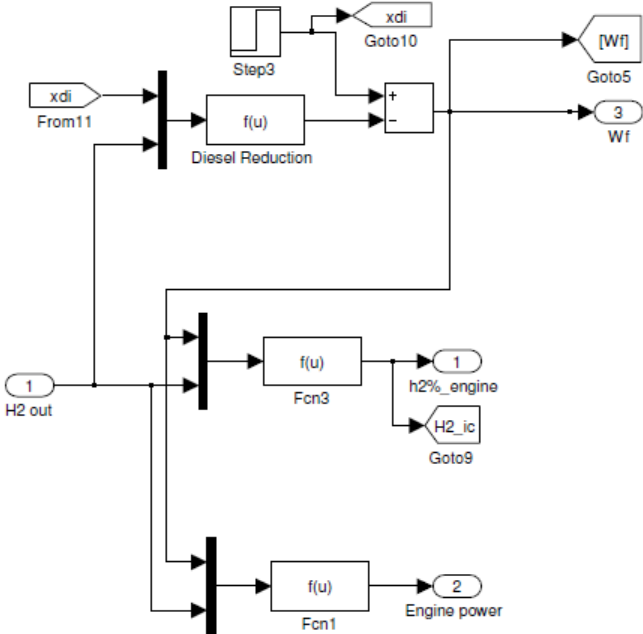 xdi
Goto10
Step3
[Wf]
Goto5
xdi
From11
+
−
f(u)
Diesel Reduction
3
Wf
f(u)
Fcn3
1
h2%_engine
1
H2 out
H2_ic
Goto9
f(u)
Fcn1
2
Engine power